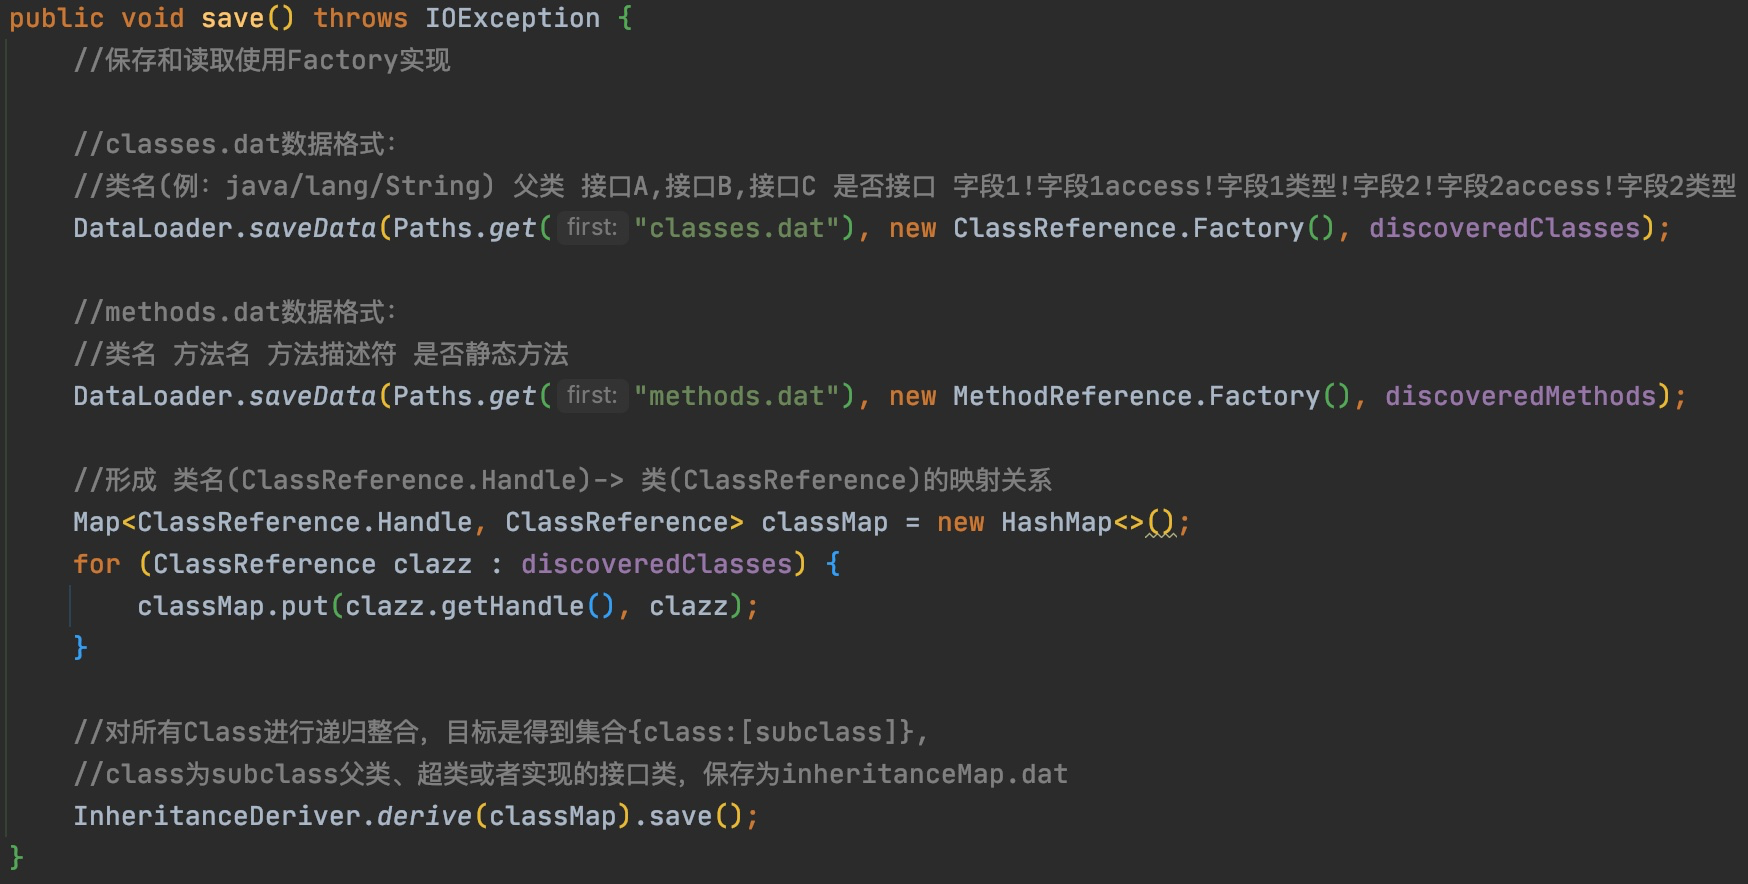 public void save() throws IOException {
//保存和读取使用Factory实现
//classes.dat数据格式：
//类名(例：java/lang/String) 父类 接口A,接口B,接口C 是否接口 字段1!字段1access!字段1类型!字段2!字段2access!字段2类型
DataLoader.saveData(Paths.get( first: "classes.dat"), new ClassReference.Factory(), discoveredClasses);
//methods.dat数据格式：
//类名 方法名 方法描述符 是否静态方法
DataLoader.saveData(Paths.get( first: "methods.dat"), new MethodReference.Factory(), discoveredMethods);
//形成 类名(ClassReference.Handle)-> 类(ClassReference)的映射关系
Map<ClassReference.Handle, ClassReference> classMap = new HashMap<>();
for (ClassReference clazz : discoveredClasses) {
classMap.put(clazz.getHandle(), clazz);
}
//对所有Class进行递归整合，目标是得到集合{class:[subclass]},
//class为subclass父类、超类或者实现的接口类，保存为inheritanceMap.dat
InheritanceDeriver.derive(classMap).save();
}